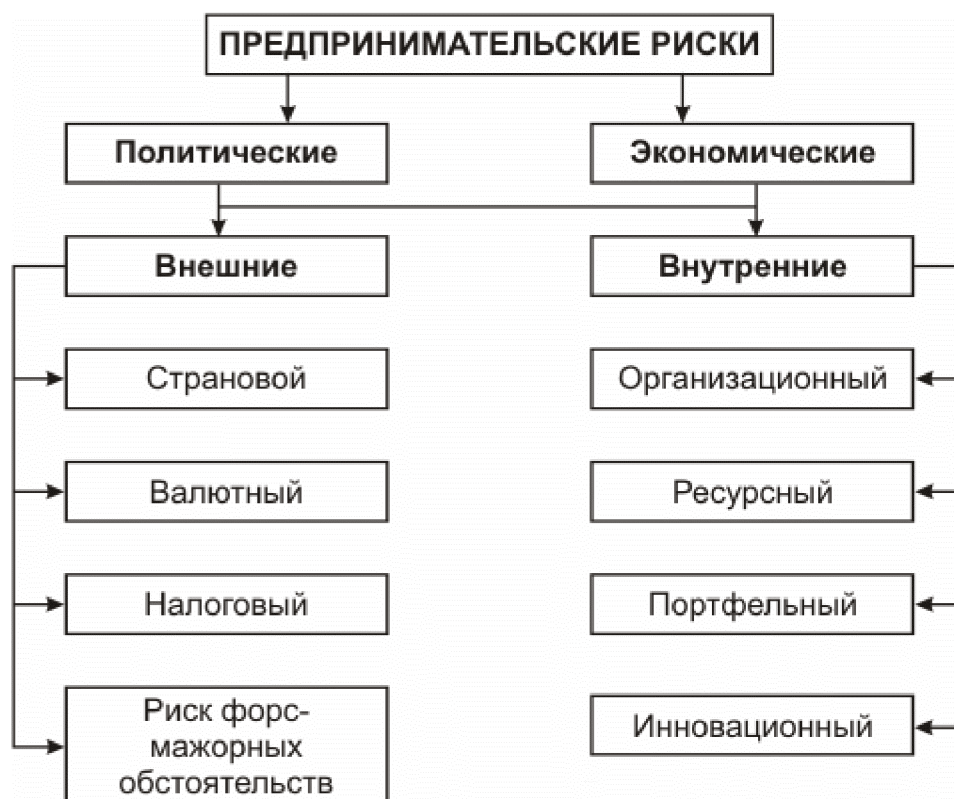 ПРЕДПРИНИМАТЕЛЬСКИЕ РИСКИ
Политические
Экономические
Внешние
Внутренние
Страновой
Организационный
Валютный
Ресурсный
Налоговый
Портфельный
Риск форс-
мажорных
обстоятельств
Инновационный